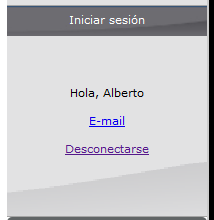 Iniciar sesión
Hola, Alberto
E-mail
Desconectarse